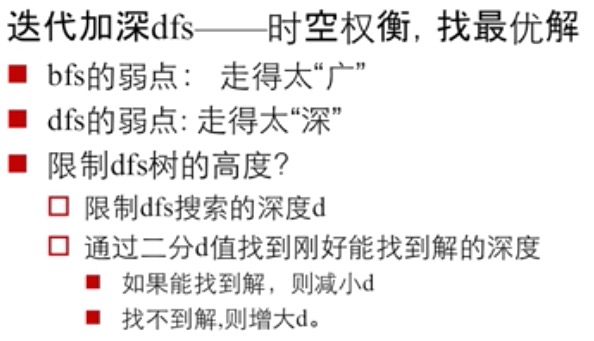 迭代加深dfs——时空权衡, 找最优解
bfs的弱点： 走得太“广”
dfs的弱点: 走得太“深”
限制dfs树的高度?
限制dfs搜索的深度d
通过二分d值找到刚好能找到解的深度
如果能找到解，则减小d
找不到解,则增大d。